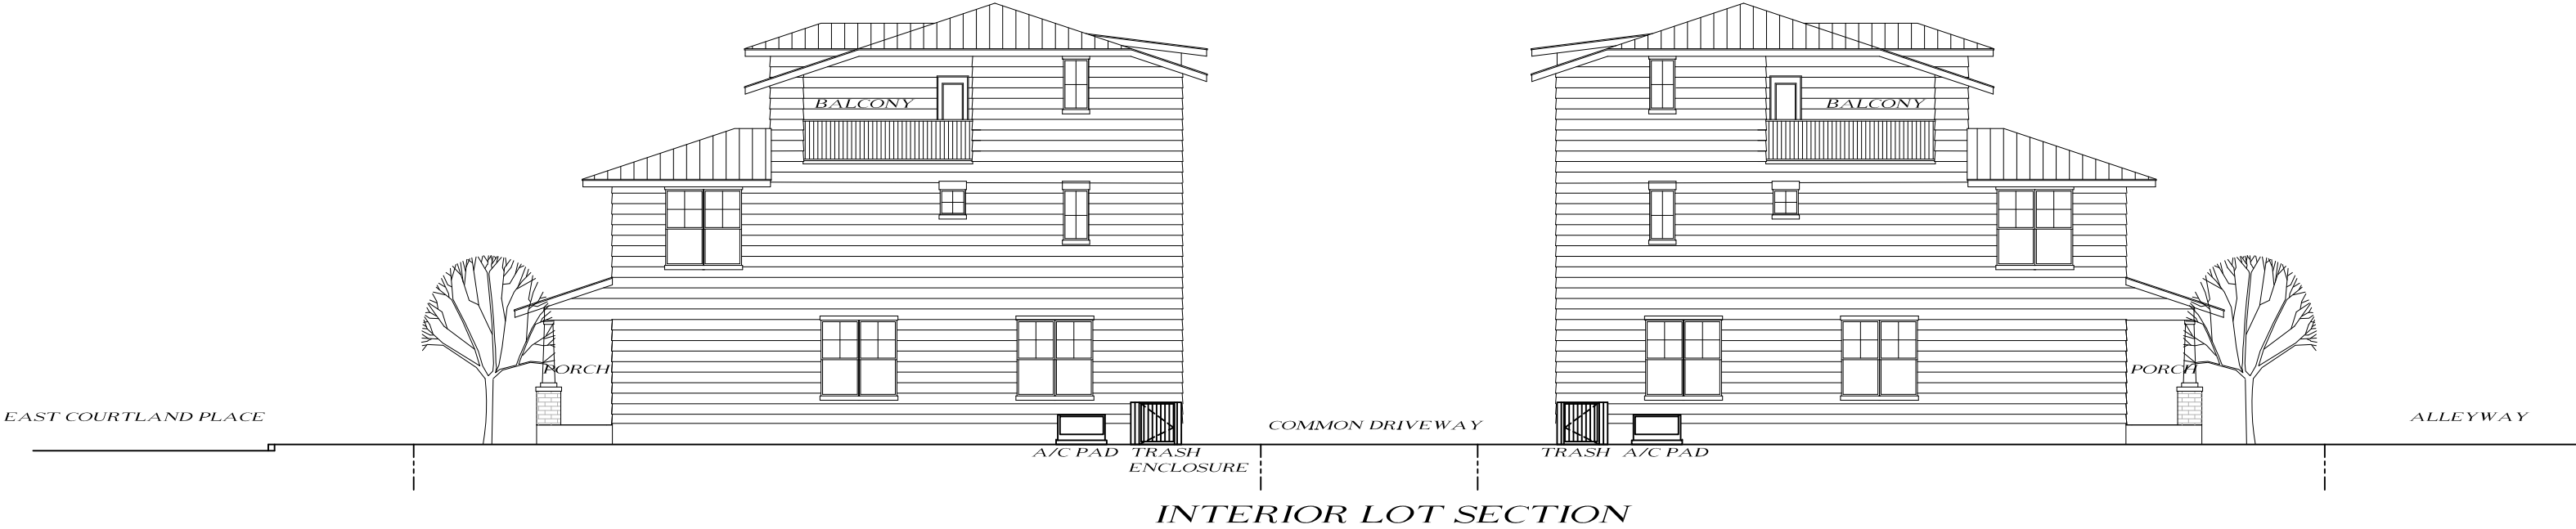 BALCONY
BALCONY
PORCH
PORCH
EAST COURTLAND PLACE
COMMON DRIVEWAY
ALLEYWAY
A/C PAD TRASH
ENCLOSURE
TRASH A/C PAD
INTERIOR LOT SECTION